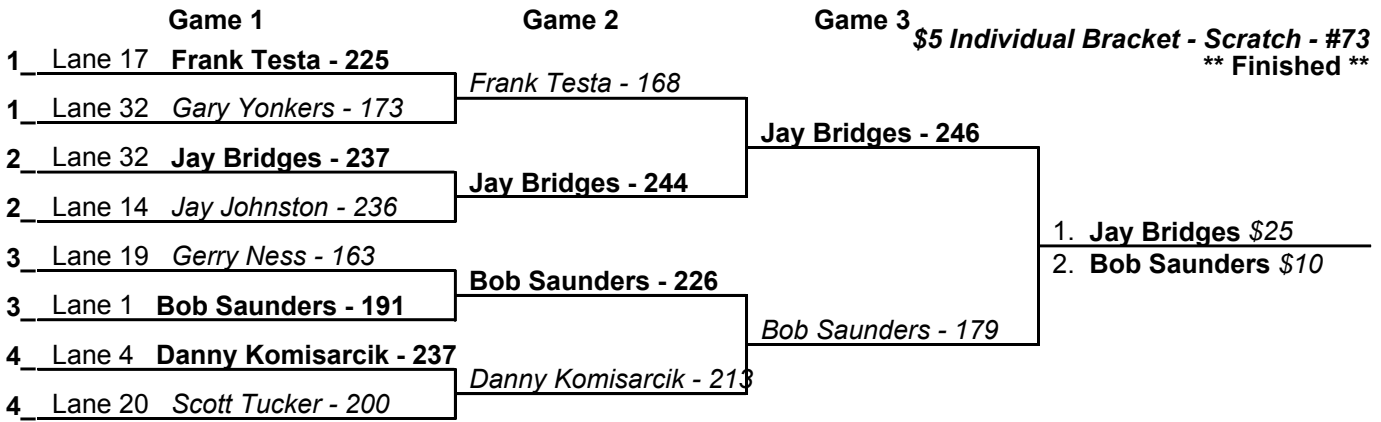 Game 1 Game 2 Game 3
$5 Individual Bracket - Scratch - #73
** Finished **
1_ Lane 17 Frank Testa - 225
Frank Testa - 168
1_ Lane 32 Gary Yonkers - 173
Jay Bridges - 246
2_ Lane 32 Jay Bridges - 237
Jay Bridges - 244
2_ Lane 14 Jay Johnston - 236
1. Jay Bridges $25
3_ Lane 19 Gerry Ness - 163
2. Bob Saunders $10
Bob Saunders - 226
3_ Lane 1 Bob Saunders - 191
Bob Saunders - 179
4_ Lane 4 Danny Komisarcik - 237
Danny Komisarcik - 213
4_ Lane 20 Scott Tucker - 200